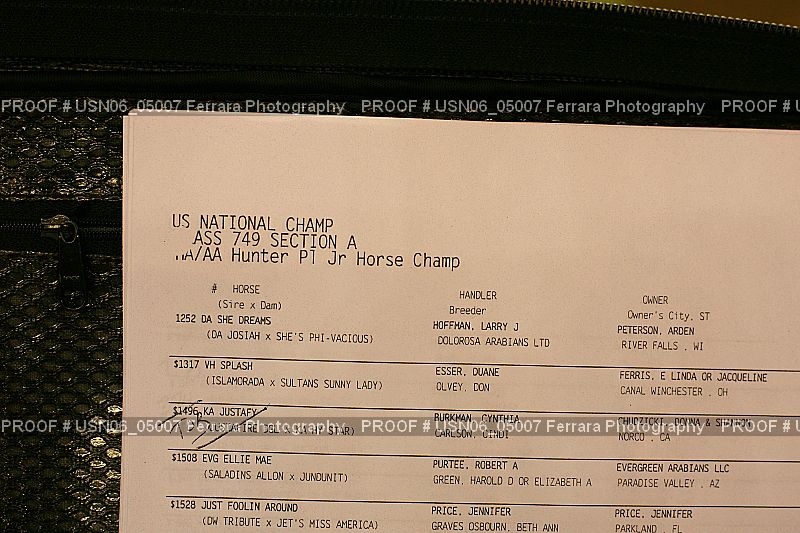 PROOF # USN06_05007 Ferrara Photography PROOF # USN06_05007 Ferrara Photography PROOF # USN
US NATIONAL CHAMP
ASS 749 SECTION A
HA/AA Hunter Pl Jr Horse Champ
# HORSE HANDLER OWNER
(Sire x Dam) Breeder Owner's City, ST
1252 DA SHE DREAMS HOFFMAN, LARRY J PETERSON, ARDEN
(DA JOSIAH x SHE'S PHI-VACIOUS) DOLOROSA ARABIANS LTD RIVER FALLS , WI
$1317 VH SPLASH ESSER, DUANE FERRIS, E LINDA OR JACQUELINE
(ISLAMORADA x SULTANS SUNNY LADY) OLVEY, DON CANAL WINCHESTER , OH
$1496 KA JUSTAFY BURKMAN, CYNTHIA CHUDZICKI, DONNA &
PROOF # USN06_05007 Ferrara Photography PROOF # USN06_05007 Ferrara Photography PROOF # USN
STAR) CARLSON, CINDI NORCO , CA
$1508 EVG ELLIE MAE PURTEE, ROBERT A EVERGREEN ARABIANS LLC
(SALADINS ALLON x JUNDUNIT) GREEN, HAROLD D OR ELIZABETH A PARADISE VALLEY , AZ
$1528 JUST FOOLIN AROUND PRICE, JENNIFER PRICE, JENNIFER
(DW TRIBUTE x JET'S MISS AMERICA) GRAVES OSBOURN, BETH ANN PARKLAND , FL